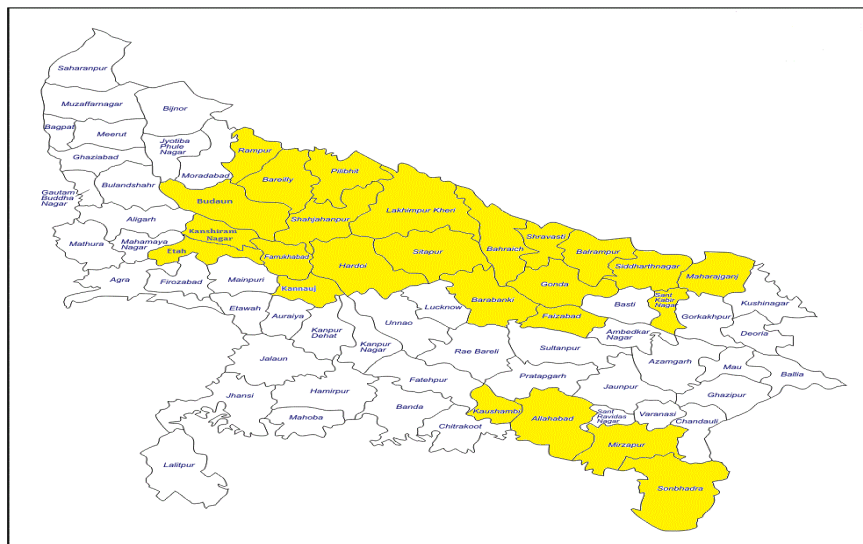 Saharanpur
Muzaffarnagar
Bijnor
Bagpat
Meerut
Jyotiba
Phule
Nagar
Ghaziabad
Moradabad
Rampur
Bareilly
Pilibhit
Gautam
Buddha
Nagar
Bulandshahr
Budaun
Lakhimpur Kheri
Aligarh
Kanshiram
Nagar
Shahjahanpur
Mathura
Mahamaya
Nagar
Etah
Farrukhabad
Hardoi
Sitapur
Bahraich
Shravasti
Balrampur
Siddharthnagar
Maharajganj
Agra
Firozabad
Mainpuri
Kannauj
Gonda
Barabanki
Faizabad
Basti
Sant
Kabir
Nagar
Gorkakhpur
Kushinagar
Deoria
Etawah
Auraiya
Kanpur
Dehat
Kanpur
Nagar
Unnao
Lucknow
Rae Bareli
Sultanpur
Ambedkar
Nagar
Azamgarh
Mau
Ballia
Jalaun
Fatehpur
Pratapgarh
Jaunpur
Ghazipur
Jhansi
Hamirpur
Mahoba
Banda
Chitrakoot
Kaushambi
Allahabad
Sant
Ravidas
Nagar
Varanasi
Chandauli
Mirzapur
Lalitpur
Sonbhadra